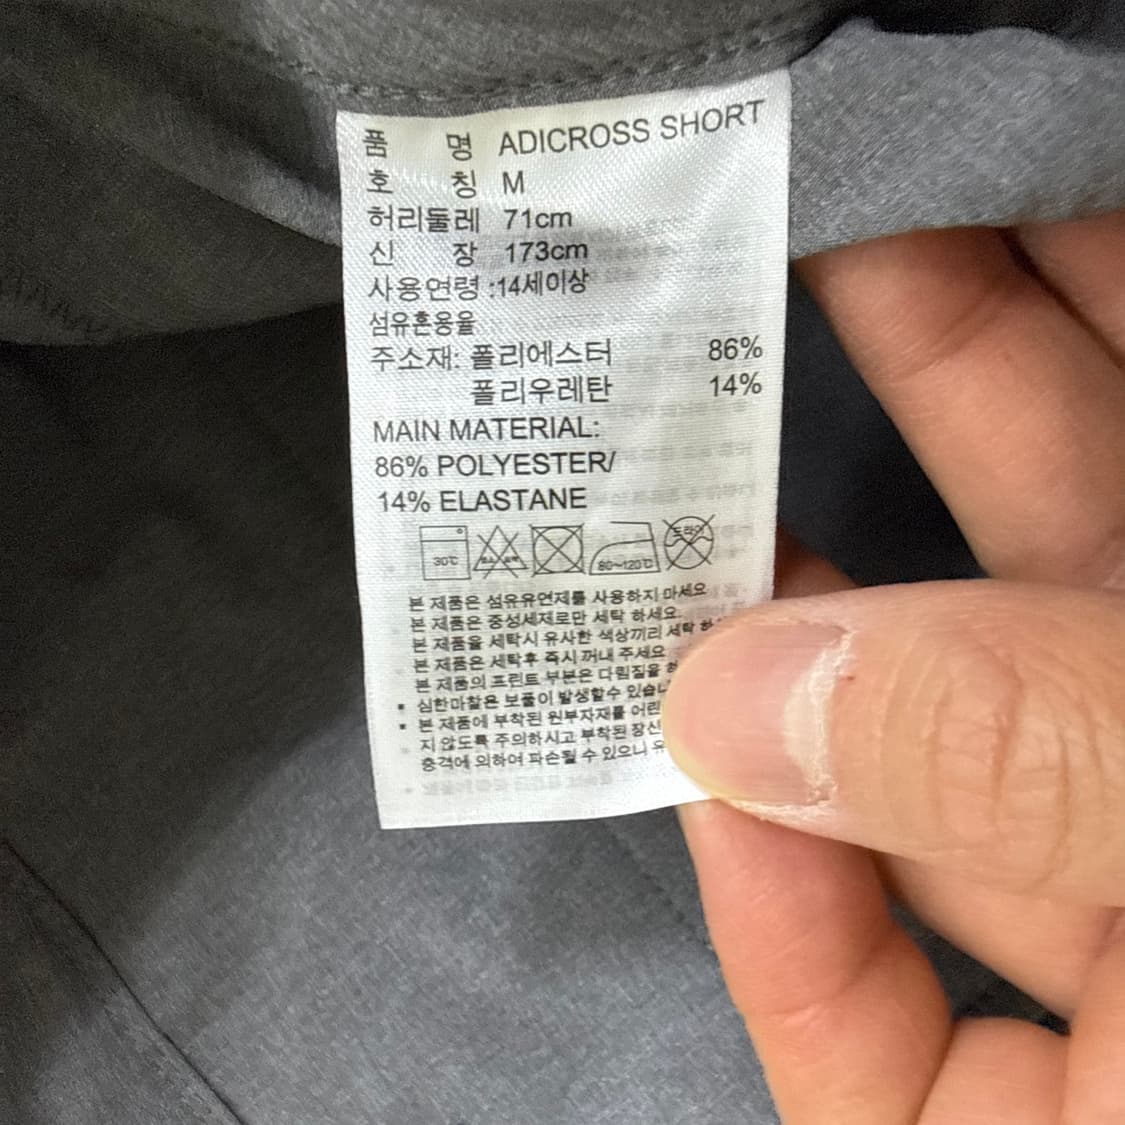 품 명 ADICROSS SHORT
호 칭 M
허리둘레 71cm
신 장 173cm
사용연령 :14세이상
섬유혼용율
주소재: 폴리에스터 86%
폴리우레탄 14%
MAIN MATERIAL:
86% POLYESTER/
14% ELASTANE
30℃ 80~120℃ 드라이
본 제품은 섬유유연제를 사용하지 마세요
본 제품은 중성세제로만 세탁 하세요.
본 제품을 세탁시 유사한 색상끼리 세탁
본 제품은 세탁후 즉시 꺼내 주세요
본 제품의 프린트 부분은 다림질을
▪ 심한마찰은 보풀이 발생할수
▪ 본 제품에 부착된 원부자재를
지 않도록 주의하시고 부착된
충격에 의하여 파손될 수 있으니